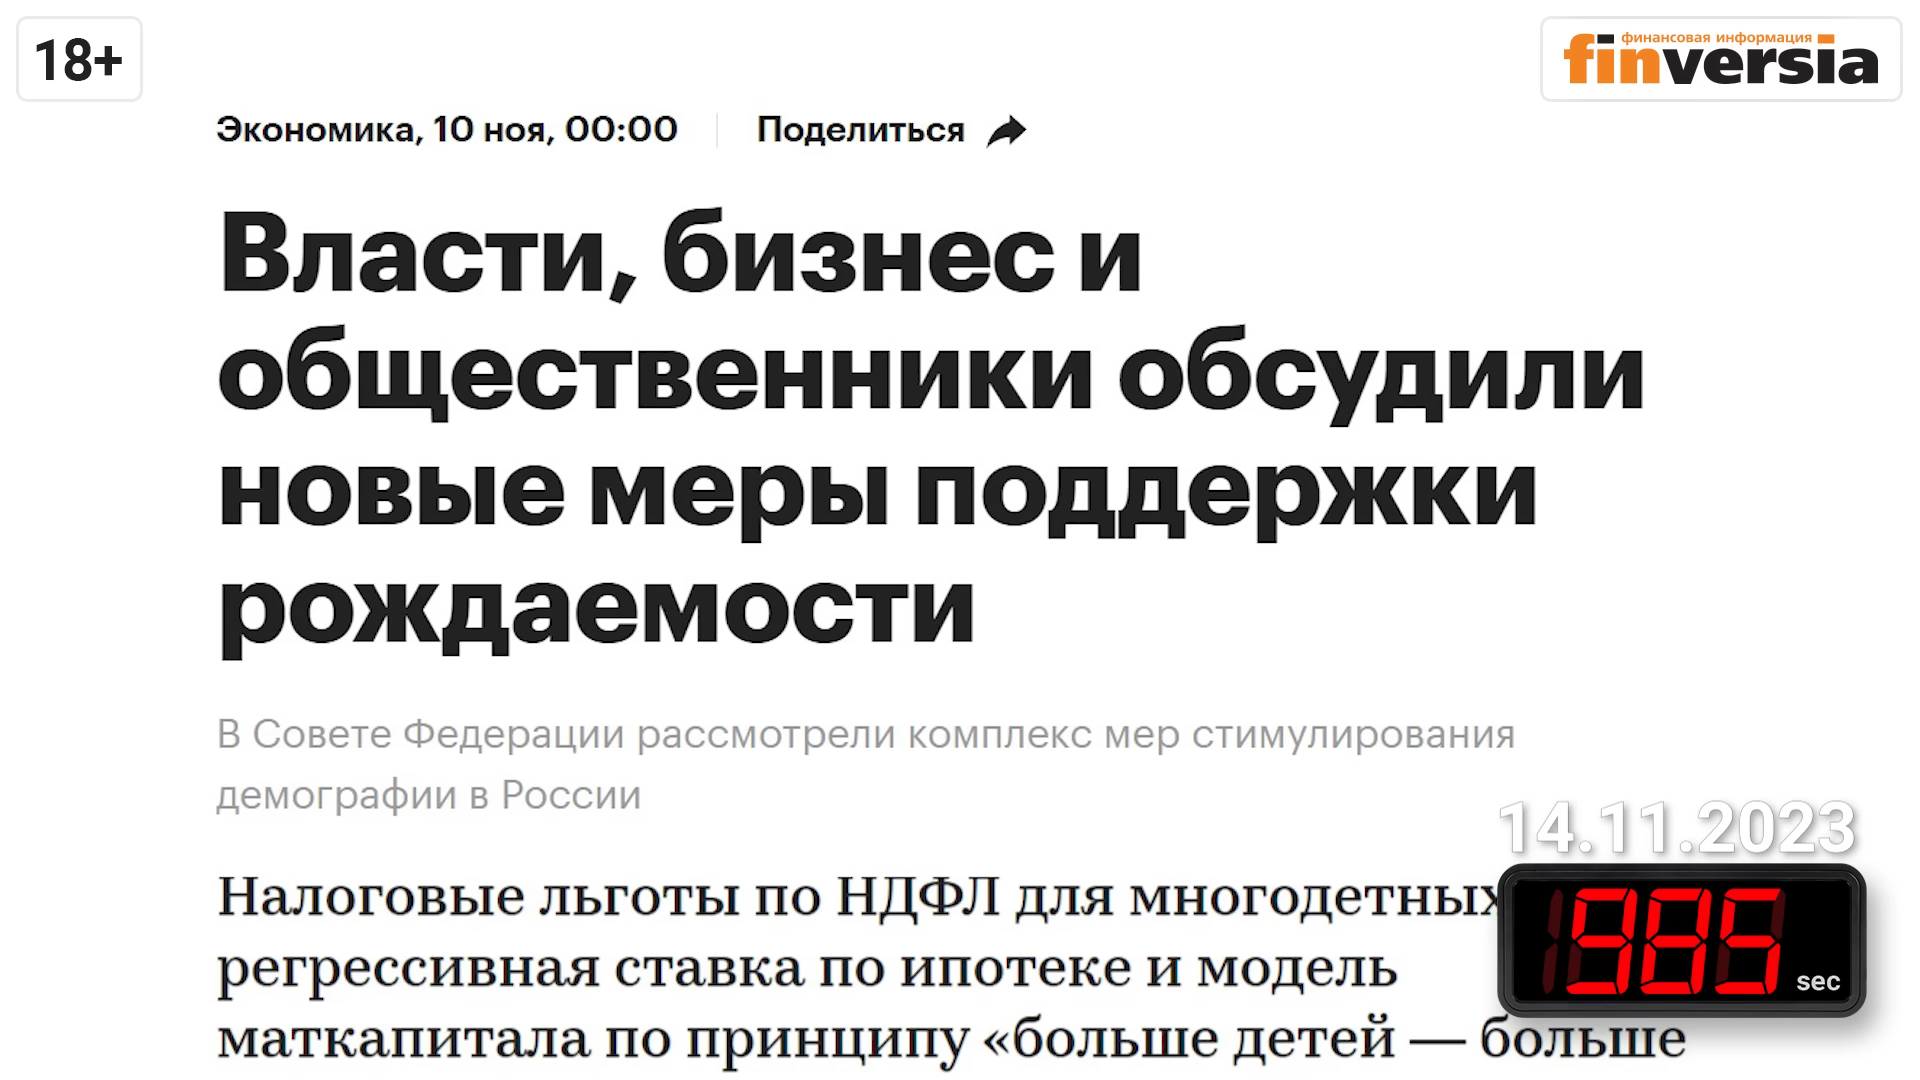 18+
финансовая информация
finversia
Экономика, 10 ноя, 00:00 Поделиться
Власти, бизнес и
общественники обсудили
новые меры поддержки
рождаемости
В Совете Федерации рассмотрели комплекс мер стимулирования
демографии в России
14.11.2023
Налоговые льготы по НДФЛ для многодетных
985 sec
регрессивная ставка по ипотеке и модель
маткапитала по принципу «больше детей — больше